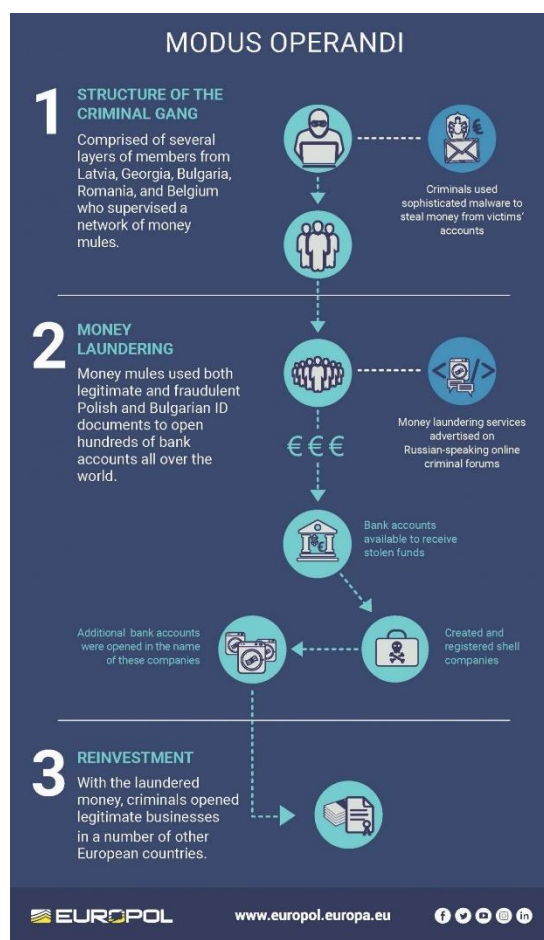 MODUS OPERANDI
1
STRUCTURE OF THE
CRIMINAL GANG
Comprised of several
layers of members from
Latvia, Georgia, Bulgaria,
Romania, and Belgium
who supervised a
network of money
mules.
€
Criminals used
sophisticated malware to
steal money from victims'
accounts
2
MONEY
LAUNDERING
Money mules used both
legitimate and fraudulent
Polish and Bulgarian ID
documents to open
hundreds of bank
accounts all over the
world.
< />
Money laundering services
advertised on
Russian-speaking online
criminal forums
€ € €
Bank accounts
available to receive
stolen funds
Additional bank accounts
were opened in the name
of these companies
Created and
registered shell
companies
3
REINVESTMENT
With the laundered
money, criminals opened
legitimate businesses
in a number of other
European countries.
EUROPOL
www.europol.europa.eu